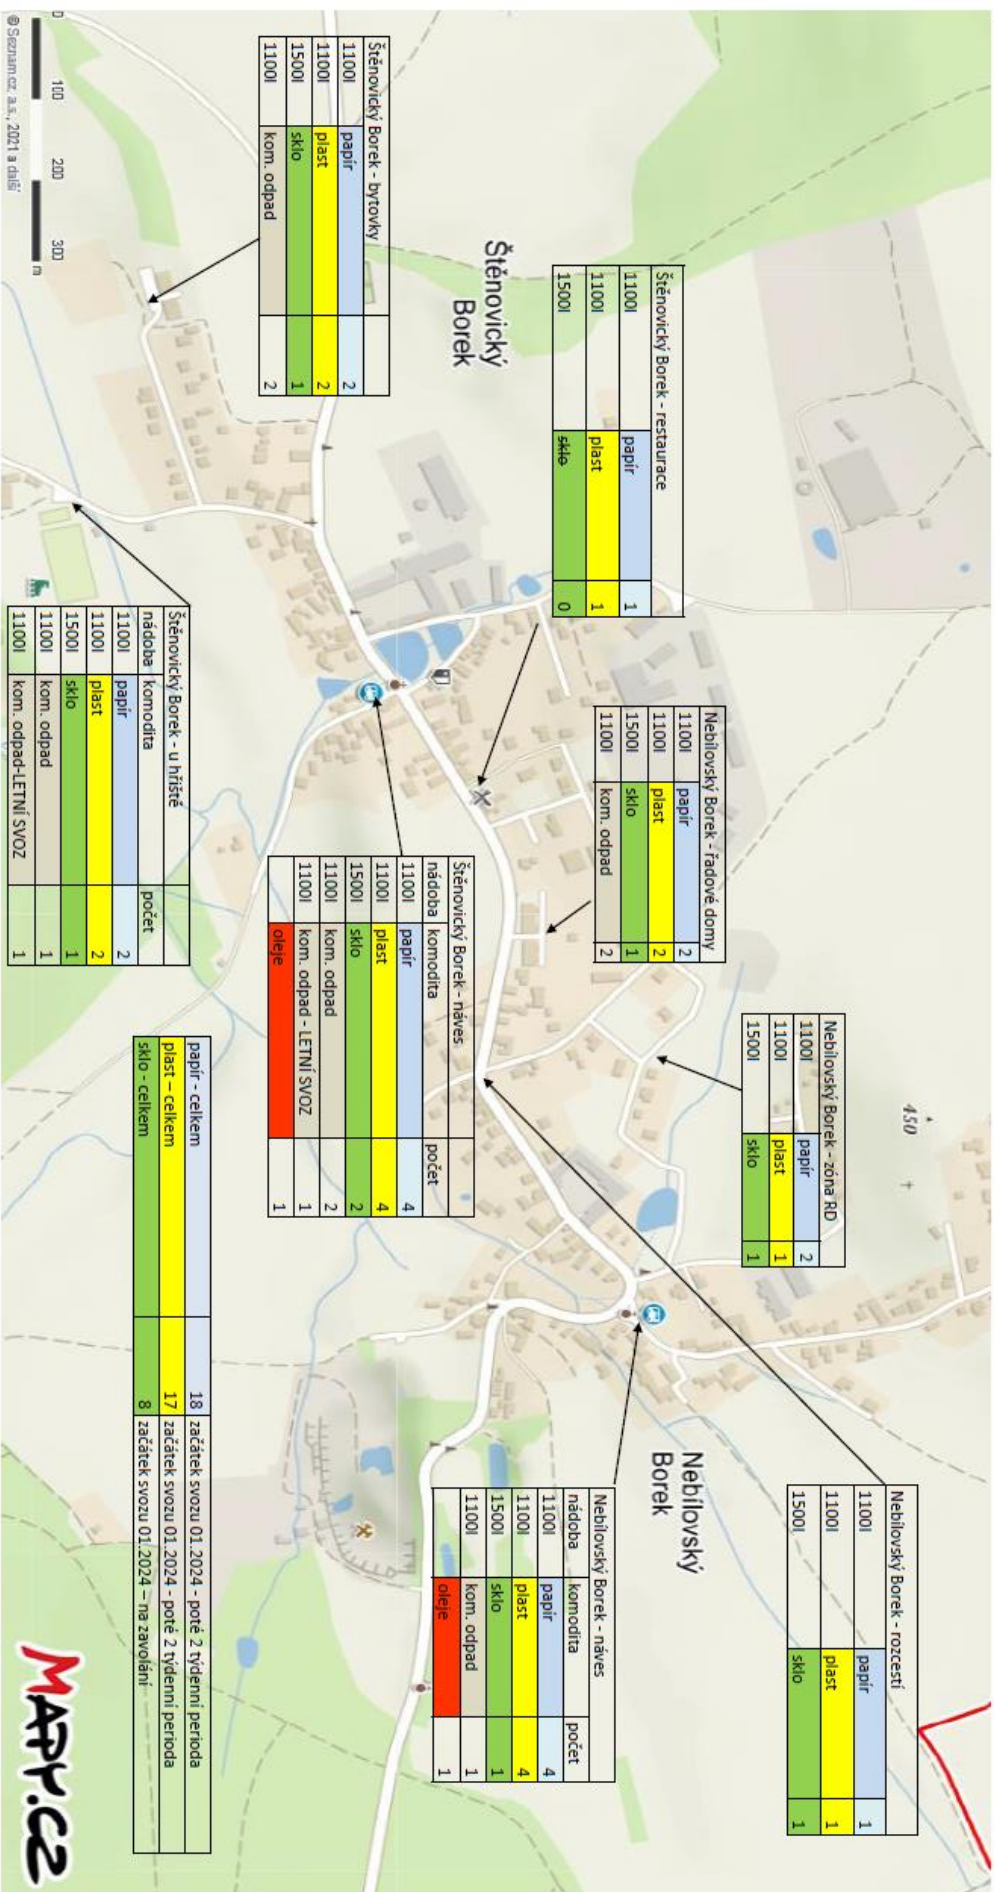 Štěnovický Borek - bytovky
1100l papír 2
1100l plast 2
1500l sklo 1
1100l kom. odpad 2
Štěnovický Borek - restaurace
1100l papír 1
1100l plast 1
1500l sklo 0
Nebílovský Borek - řadové domy
1100l papír 2
1100l plast 2
1500l sklo 1
1100l kom. odpad 2
Nebílovský Borek - zóna RD
1100l papír 2
1100l plast 1
1500l sklo 1
Nebílovský Borek - rozcestí
1100l papír 1
1100l plast 1
1500l sklo 1
Štěnovický
Borek
450
Nebílovský
Borek
Štěnovický Borek - u hřiště
nádoba komodita počet
1100l papír 2
1100l plast 2
1500l sklo 1
1100l kom. odpad 1
1100l kom. odpad-LETNÍ SVOZ 1
Štěnovický Borek - náves
nádoba komodita počet
1100l papír 4
1100l plast 4
1500l sklo 2
1100l kom. odpad 2
1100l kom. odpad - LETNÍ SVOZ 1
oleje 1
Nebílovský Borek - náves
nádoba komodita počet
1100l papír 4
1100l plast 4
1500l sklo 1
1100l kom. odpad 1
oleje 1
papír - celkem 18 začátek svozu 01.2024 - poté 2 týdenní perioda
plast – celkem 17 začátek svozu 01.2024 - poté 2 týdenní perioda
sklo - celkem 8 začátek svozu 01.2024 – na zavolání
0 100 200 300 m
© Seznam.cz, a.s., 2021 a další
MAPY.CZ